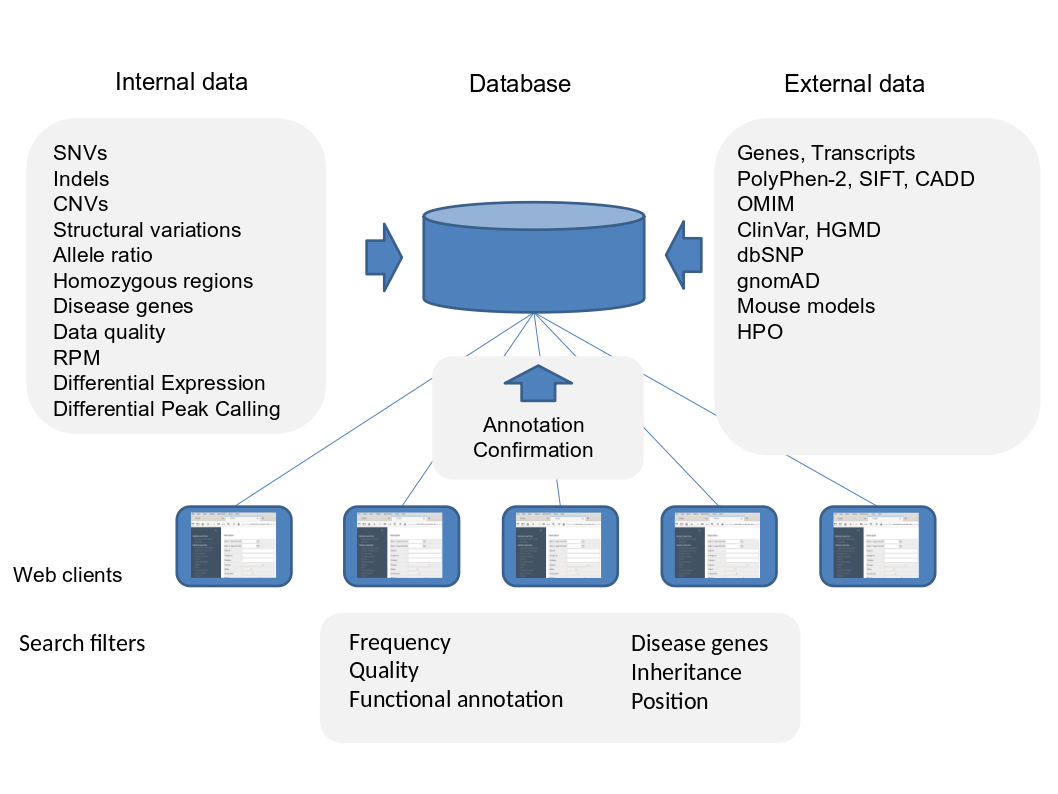 Internal data
Database
External data
SNVs
Indels
CNVs
Structural variations
Allele ratio
Homozygous regions
Disease genes
Data quality
RPM
Differential Expression
Differential Peak Calling
Genes, Transcripts
PolyPhen-2, SIFT, CADD
OMIM
ClinVar, HGMD
dbSNP
gnomAD
Mouse models
HPO
Annotation
Confirmation
Web clients
Search filters
Frequency
Quality
Functional annotation
Disease genes
Inheritance
Position